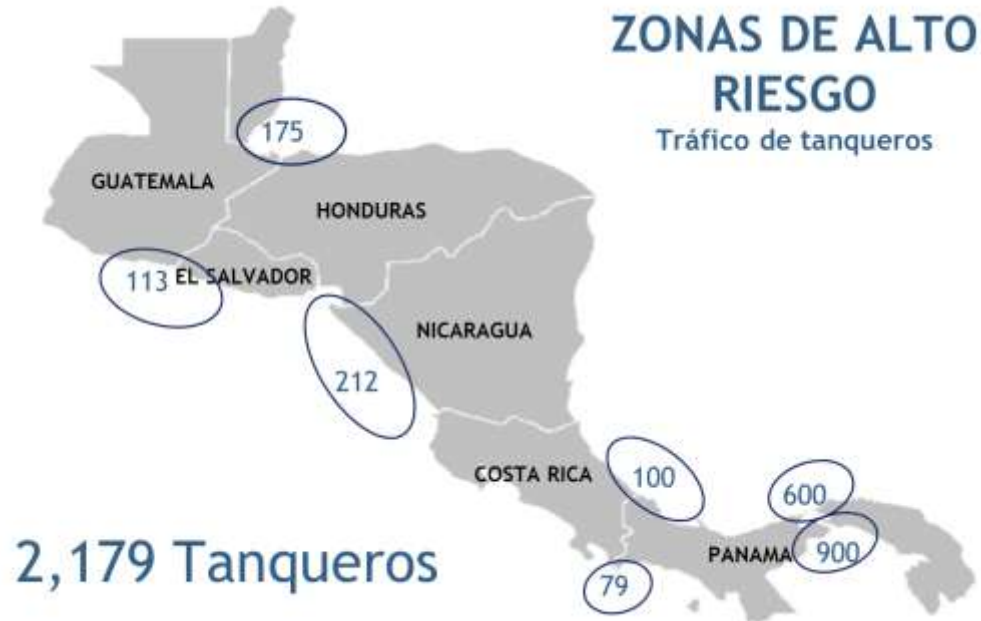 ZONAS DE ALTO
RIESGO
Tráfico de tanqueros
175
GUATEMALA
HONDURAS
113
EL SALVADOR
NICARAGUA
212
COSTA RICA
100
600
PANAMA
900
79
2,179 Tanqueros